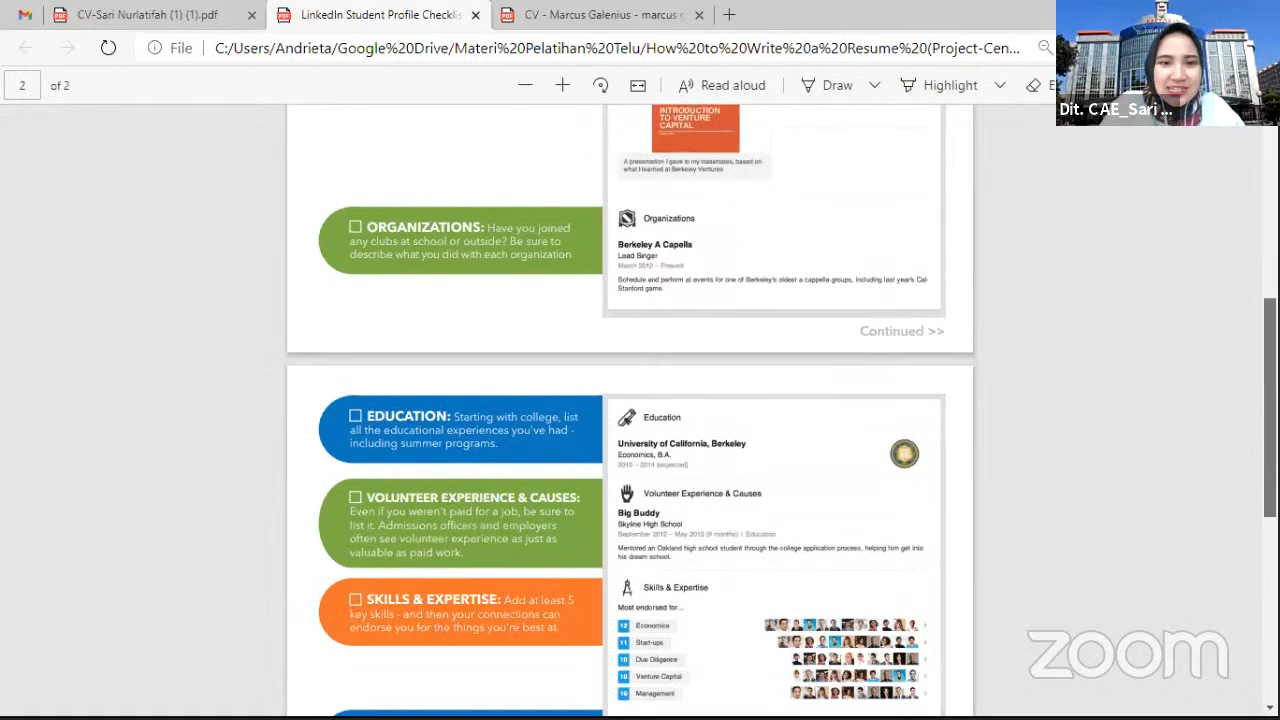 CV-Sari Nurlatifah (1) (1).pdf
LinkedIn Student Profile Checkli
CV - Marcus Galenius -
File
C:/Users/Andrieta/Google%20Drive/Materi%20Pelatihan%20Telu/How%20to%20Write%20a%20Resume%20(Project-Cen...
2 of 2
Read aloud
Draw
Highlight
E
Dit. CAE_Sari ...
INTRODUCTION
TO VENTURE
CAPITAL
A presentation I gave to my classmates, based on
what I learned at Berkeley Ventures.
ORGANIZATIONS: Have you joined
any clubs at school or outside? Be sure to
describe what you did with each organization.
Organizations
Berkeley A Capella
Lead Singer
March 2012 – Present
Schedule and perform at events for one of Berkeley's oldest a cappella groups, including last year's Cal-
Stanford game.
Continued >>
EDUCATION: Starting with college, list
all the educational experiences you've had -
including summer programs.
Education
University of California, Berkeley
Economics, B.A.
2010 – 2014 (expected)
VOLUNTEER EXPERIENCE & CAUSES:
Even if you weren't paid for a job, be sure to
list it. Admissions officers and employers
often see volunteer experience as just as
valuable as paid work.
Volunteer Experience & Causes
Big Buddy
Skyline High School
September 2012 – May 2013 (9 months) | Education
Mentored an Oakland high school student through the college application process, helping him get into
his dream school.
SKILLS & EXPERTISE: Add at least 5
key skills - and then your connections can
endorse you for the things you're best at.
Skills & Expertise
Most endorsed for...
12 Economics
11 Start-ups
10 Due Diligence
10 Venture Capital
10 Management
zoom